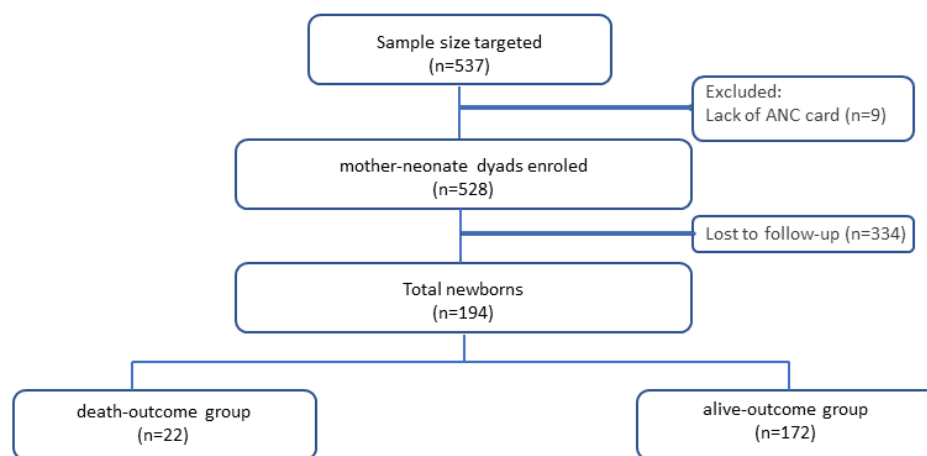 Sample size targeted
(n=537)
Excluded:
Lack of ANC card (n=9)
mother-neonate dyads enroled
(n=528)
Lost to follow-up (n=334)
Total newborns
(n=194)
death-outcome group
(n=22)
alive-outcome group
(n=172)